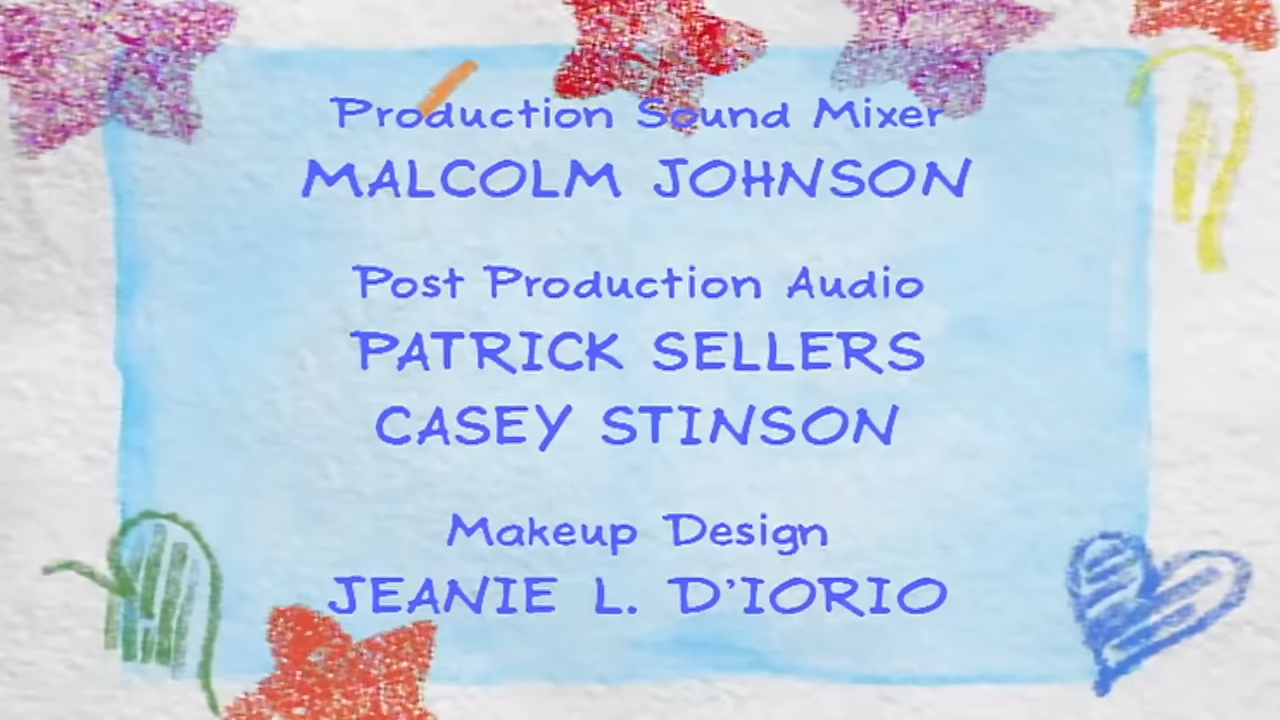 Production Sound Mixer
MALCOLM JOHNSON
Post Production Audio
PATRICK SELLERS
CASEY STINSON
Makeup Design
JEANIE L. D'IORIO